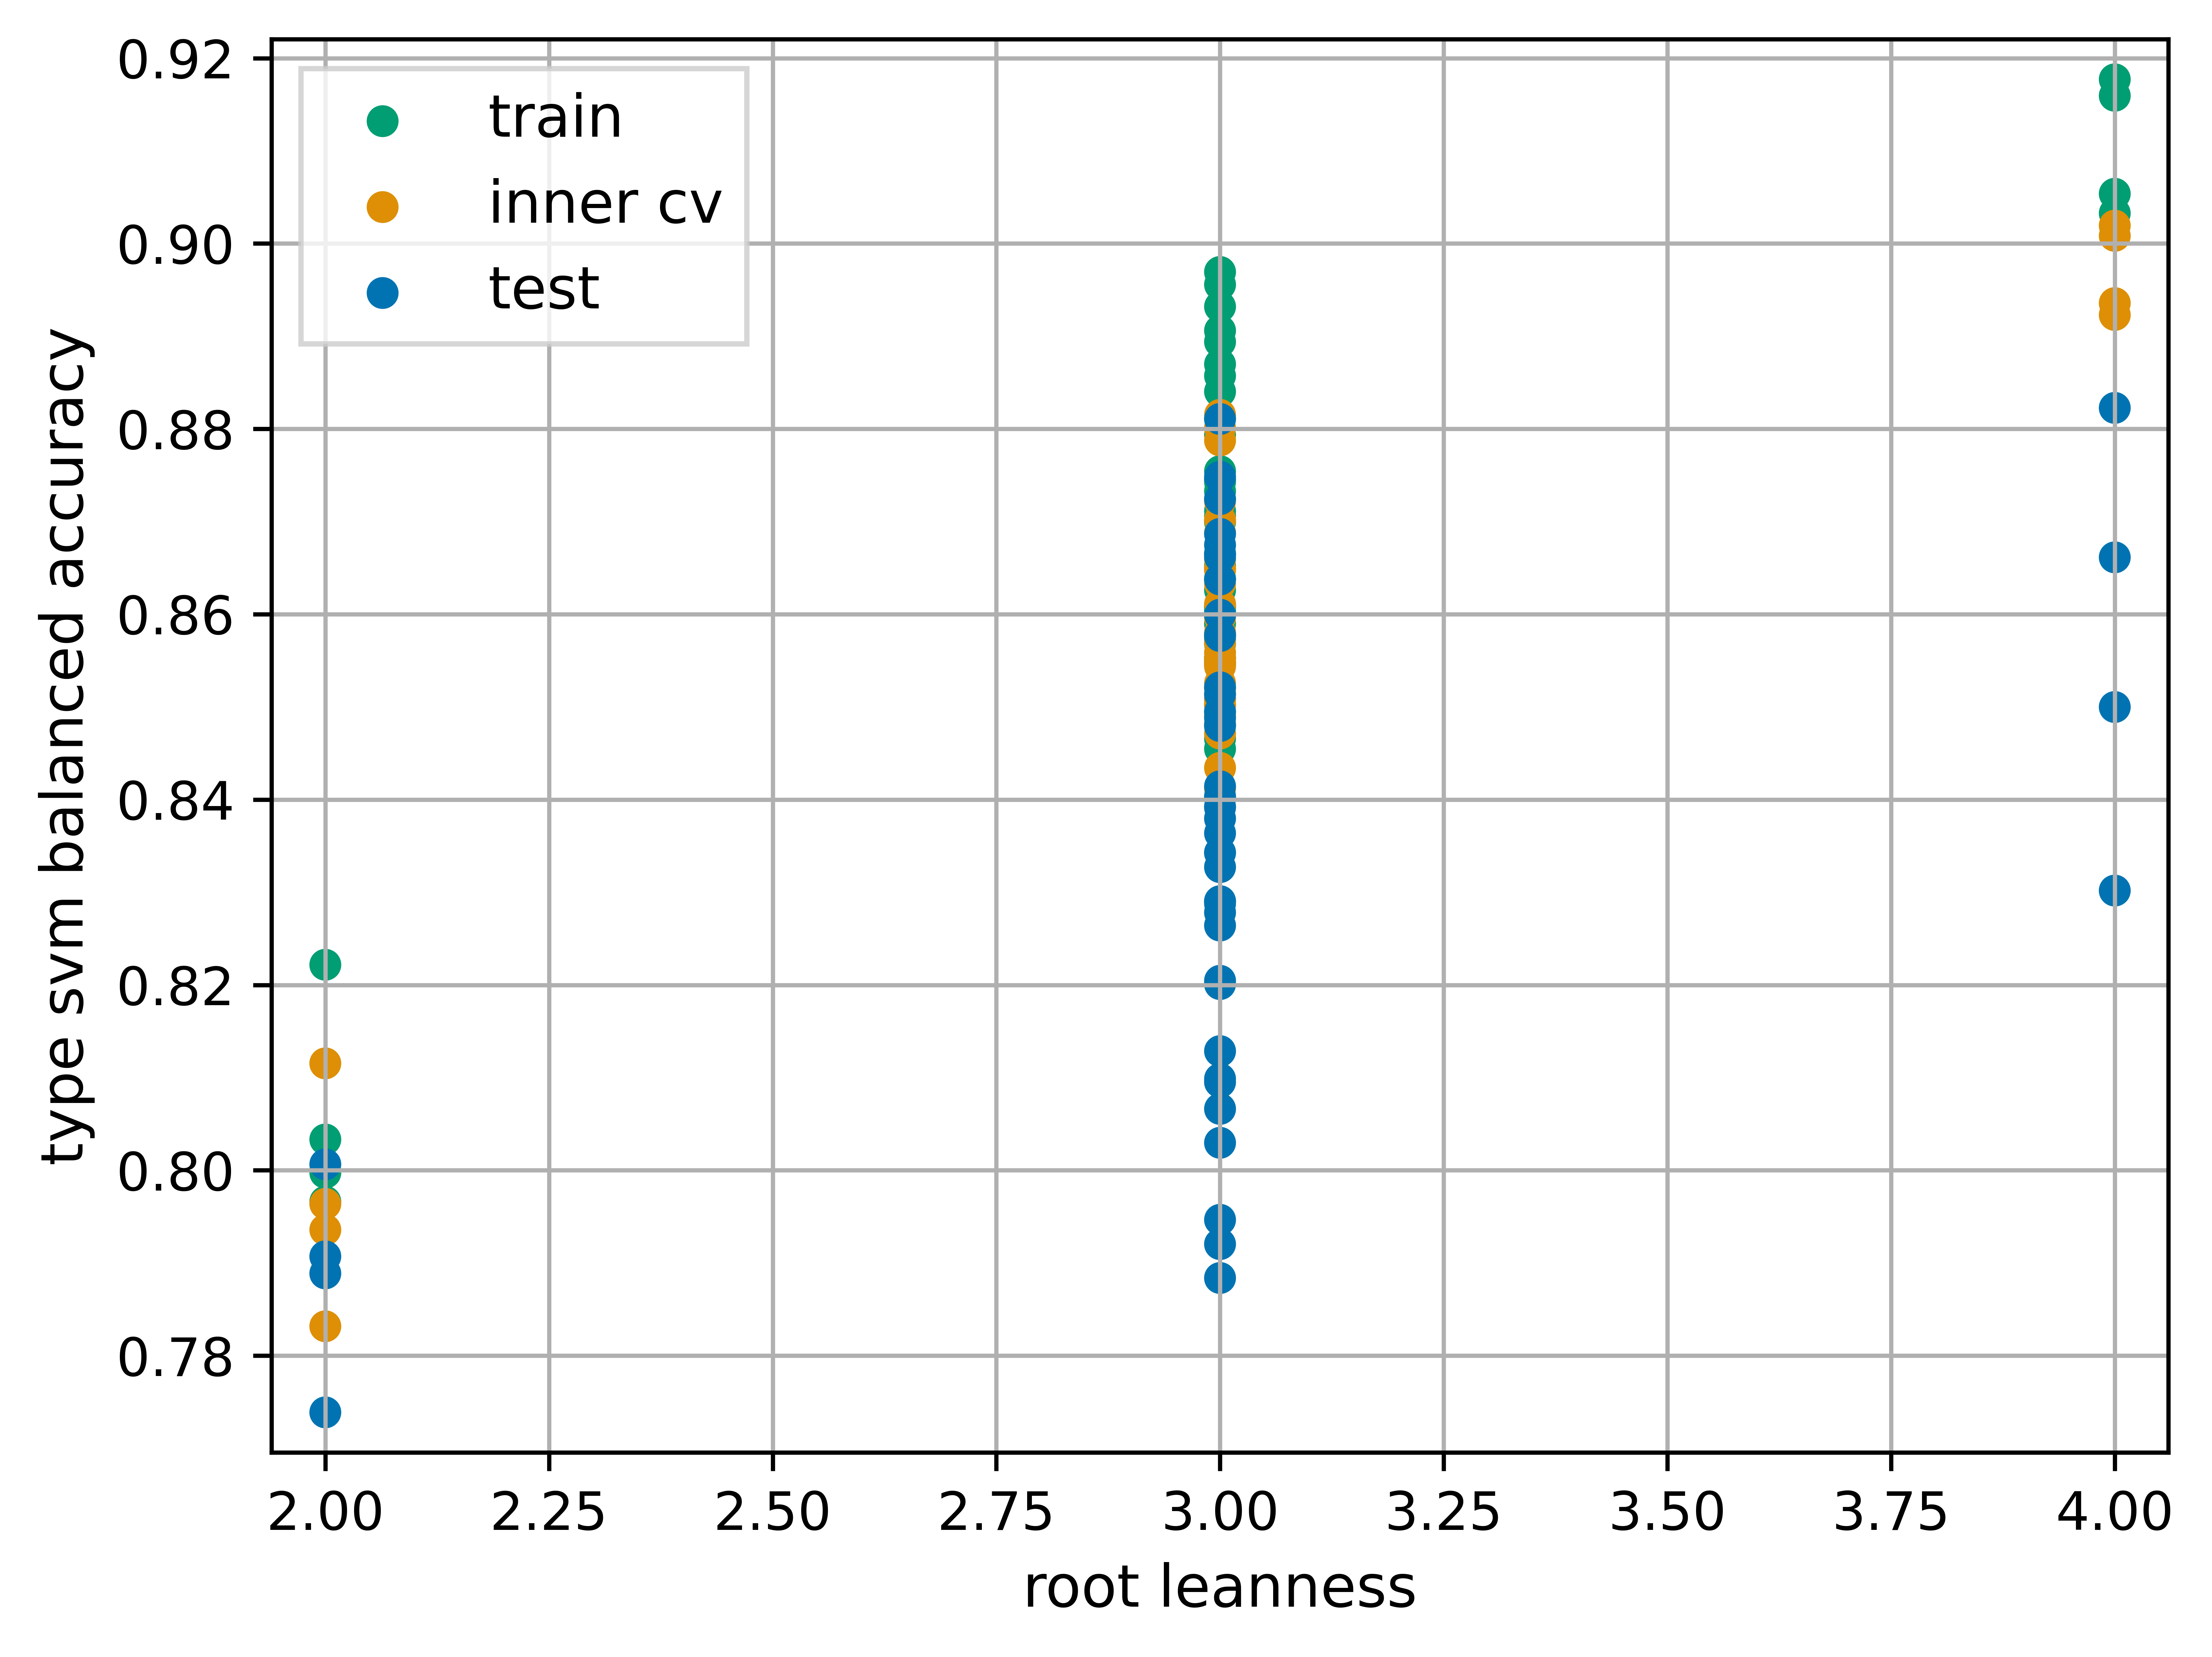 train
inner cv
test
type svm balanced accuracy
0.92
0.90
0.88
0.86
0.84
0.82
0.80
0.78
2.00 2.25 2.50 2.75 3.00 3.25 3.50 3.75 4.00
root leanness